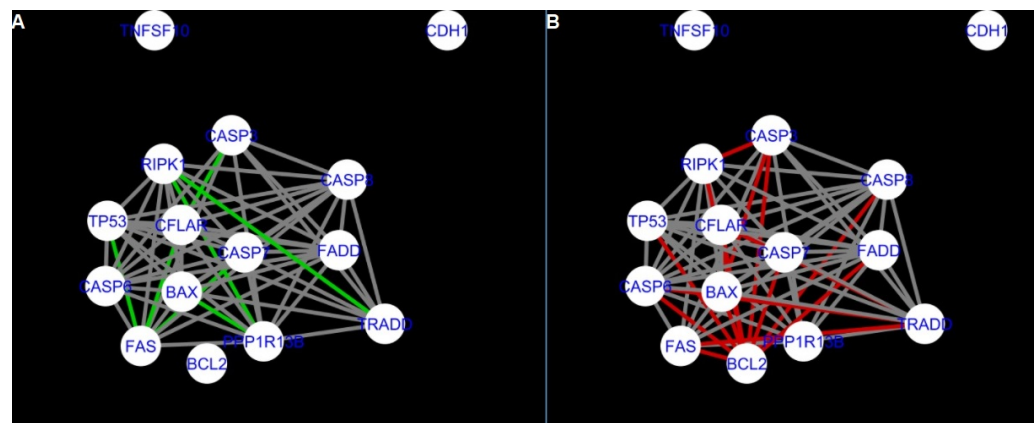 A
TNFSF10
CDH1
CASP3
RIPK1
CASP8
TP53
CFLAR
CASP7
FADD
CASP6
BAX
TRADD
FAS
PPP1R13B
BCL2
B
TNFSF10
CDH1
CASP3
RIPK1
CASP8
TP53
CFLAR
CASP7
FADD
CASP6
BAX
TRADD
FAS
PPP1R13B
BCL2